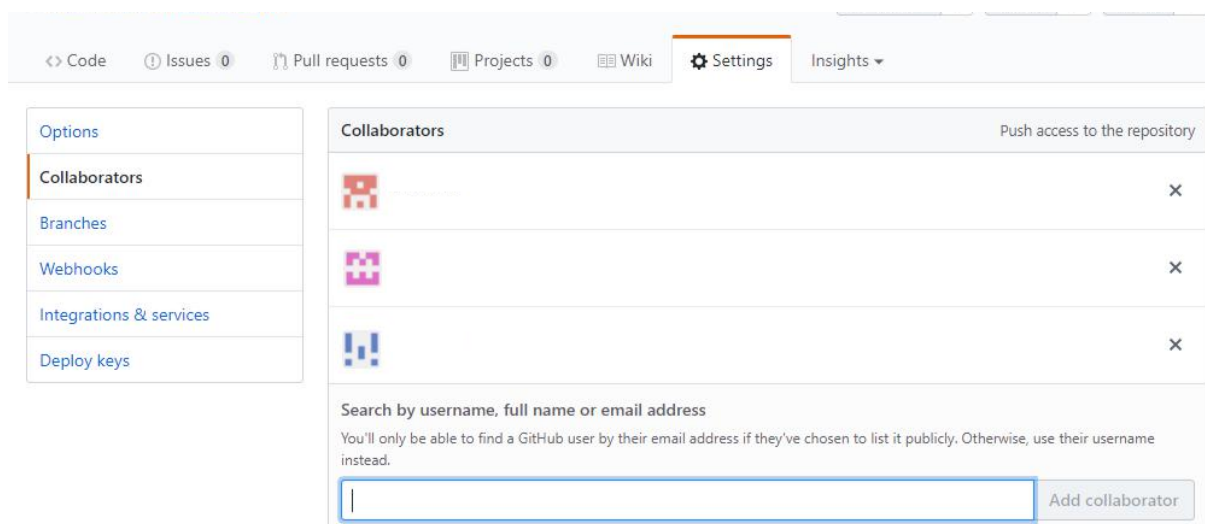 Code Issues 0 Pull requests 0 Projects 0 Wiki Settings Insights
Options
Collaborators
Branches
Webhooks
Integrations & services
Deploy keys
Collaborators Push access to the repository
Search by username, full name or email address
You'll only be able to find a GitHub user by their email address if they've chosen to list it publicly. Otherwise, use their username
instead.
Add collaborator